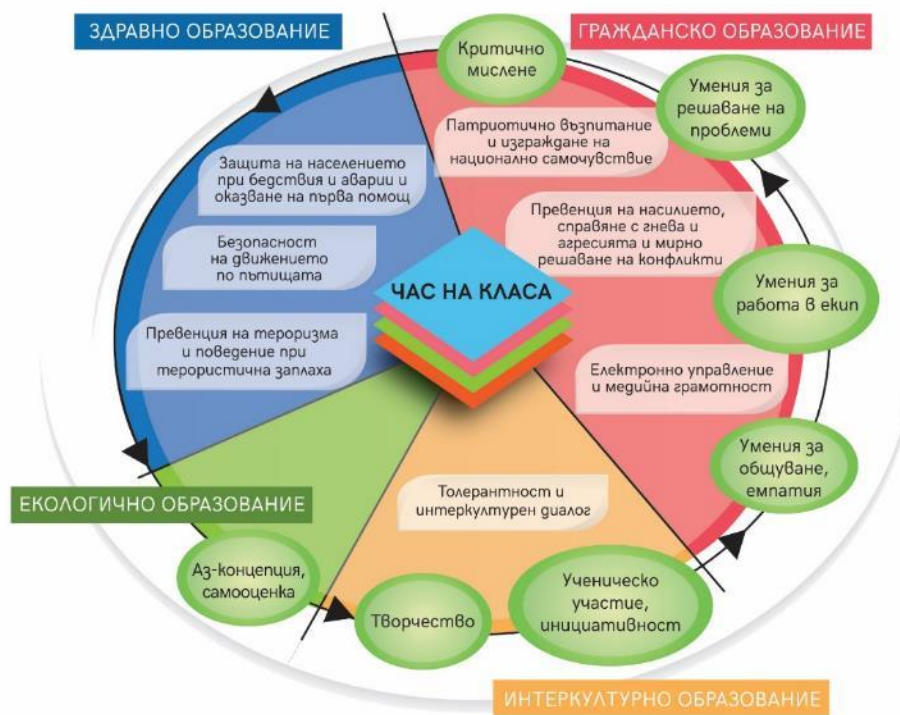 ЗДРАВНО ОБРАЗОВАНИЕ
ГРАЖДАНСКО ОБРАЗОВАНИЕ
Критично
мислене
Умения за
решаване на
проблеми
Патриотично възпитание
и изграждане на
национално самочувствие
Защита на населението
при бедствия и аварии и
оказване на първа помощ
Превенция на насилието,
справяне с гнева и
агресията и мирно
решаване на конфликти
Безопасност
на движението
по пътищата
ЧАС НА КЛАСА
Умения за
работа в екип
Превенция на тероризма
и поведение при
терористична заплаха
Електронно управление
и медийна грамотност
Умения за
общуване,
емпатия
ЕКОЛОГИЧНО ОБРАЗОВАНИЕ
Толерантност и
интеркултурен диалог
Аз-концепция,
самооценка
Творчество
Ученическо
участие,
инициативност
ИНТЕРКУЛТУРНО ОБРАЗОВАНИЕ